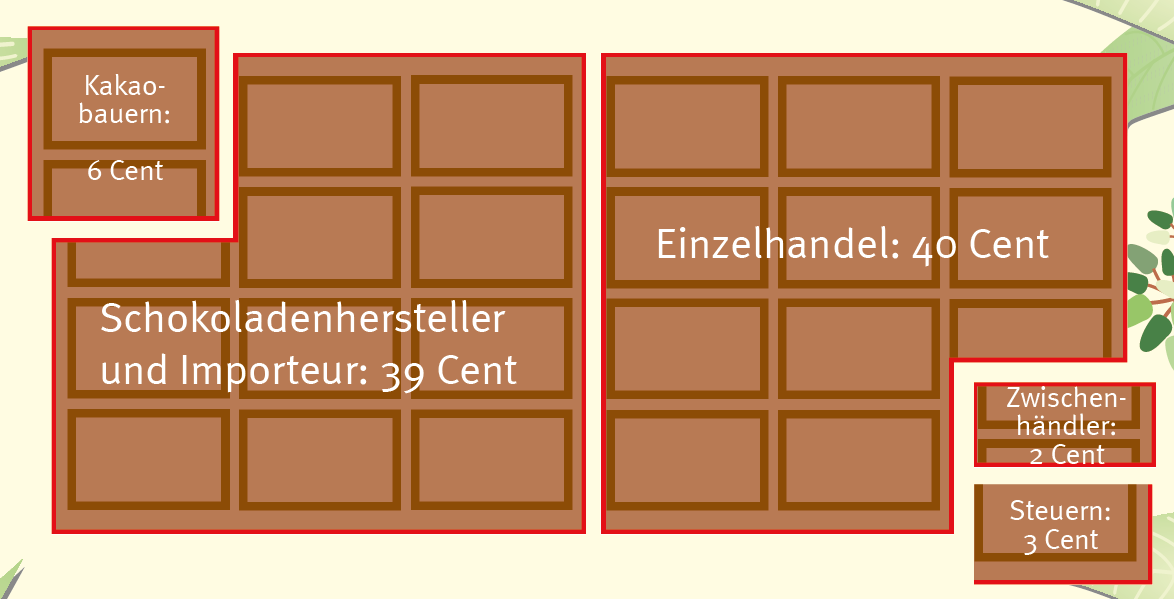 Kakao-
bauern:
6 Cent
Schokoladenhersteller
und Importeur: 39 Cent
Einzelhandel: 40 Cent
Zwischen-
händler:
2 Cent
Steuern:
3 Cent